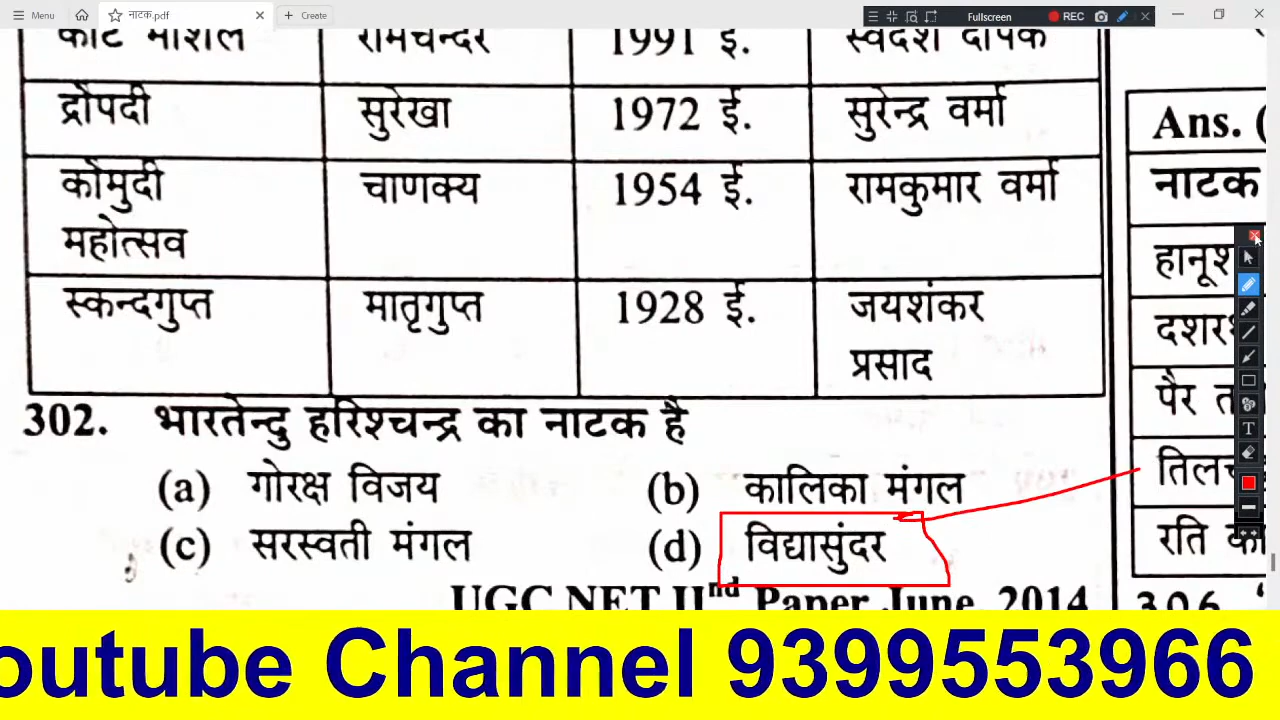 Menu नाटक.pdf Create Fullscreen REC
कोर्ट मार्शल रामचन्दर 1991 ई. स्वदेश दीपक
द्रौपदी सुरेखा 1972 ई. सुरेन्द्र वर्मा
कौमुदी चाणक्य 1954 ई. रामकुमार वर्मा
महोत्सव
स्कन्दगुप्त मातृगुप्त 1928 ई. जयशंकर
प्रसाद
302. भारतेन्दु हरिश्चन्द्र का नाटक है
(a) गोरक्ष विजय (b) कालिका मंगल
(c) सरस्वती मंगल (d) विद्यासुंदर
UGC NET IInd Paper June, 2014
Ans. (
नाटक
हानूश
पैर
रति का
306.
outube Channel 9399553966